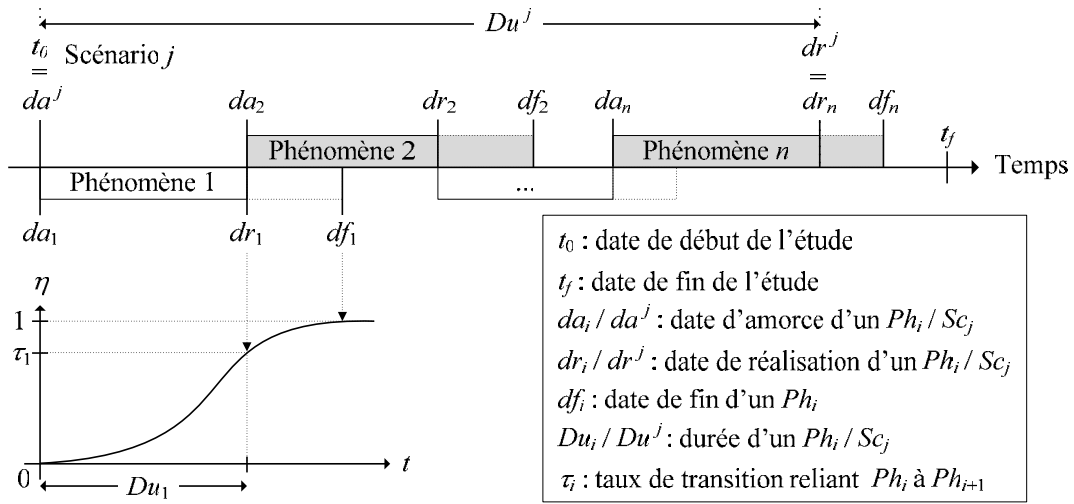 Du^j
t_0 Scénario j dr^j
= =
da^j da_2 dr_2 df_2 da_n dr_n df_n
t_f
Phénomène 2 Phénomène n
Temps
Phénomène 1 ...
da_1 dr_1 df_1
η
1
τ_1
0
t
Du_1
t_0 : date de début de l'étude
t_f : date de fin de l'étude
da_i / da^j : date d'amorce d'un Ph_i / Sc_j
dr_i / dr^j : date de réalisation d'un Ph_i / Sc_j
df_i : date de fin d'un Ph_i
Du_i / Du^j : durée d'un Ph_i / Sc_j
τ_i : taux de transition reliant Ph_i à Ph_{i+1}